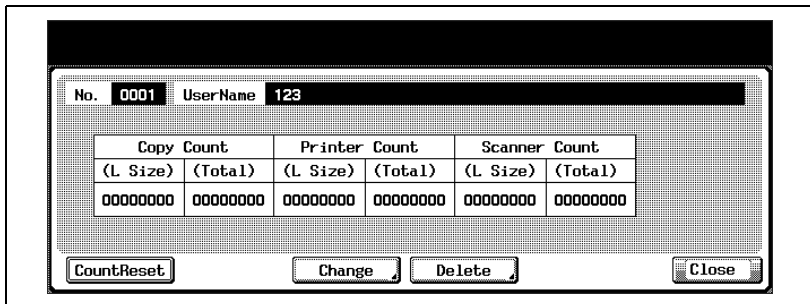 No. 0001 UserName 123
Copy Count Printer Count Scanner Count
(L Size) (Total) (L Size) (Total) (L Size) (Total)
00000000 00000000 00000000 00000000 00000000 00000000
CountReset Change Delete Close